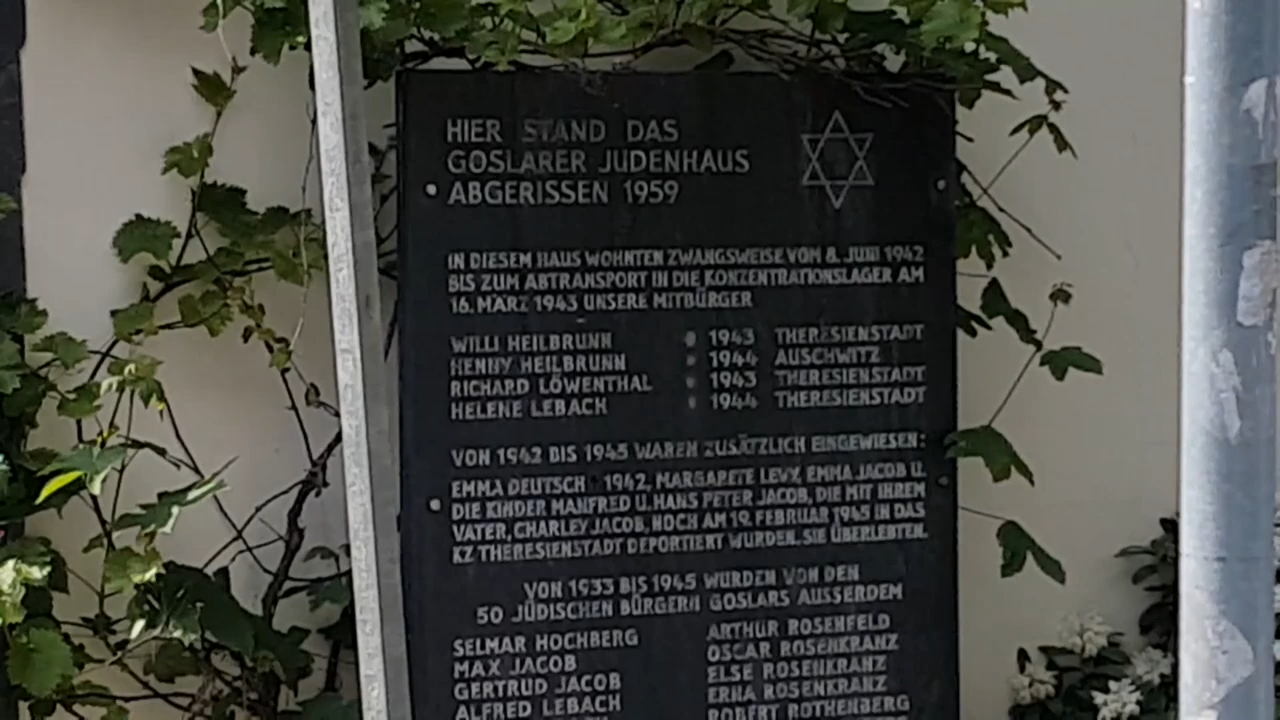 HIER STAND DAS
GOSLARER JUDENHAUS
ABGERISSEN 1959
IN DIESEM HAUS WOHNTEN ZWANGSWEISE VOM 8. JUNI 1942
BIS ZUM ABTRANSPORT IN DIE KONZENTRATIONSLAGER AM
16. MÄRZ 1943 UNSERE MITBÜRGER
WILLI HEILBRUNN 1943 THERESIENSTADT
HENNY HEILBRUNN 1944 AUSCHWITZ
RICHARD LÖWENTHAL 1943 THERESIENSTADT
HELENE LEBACH 1944 THERESIENSTADT
VON 1942 BIS 1945 WAREN ZUSÄTZLICH EINGEWIESEN:
EMMA DEUTSCH 1942, MARGARETE LEVY, EMMA JACOB U.
DIE KINDER MANFRED U. HANS PETER JACOB, DIE MIT IHREM
VATER, CHARLEY JACOB, NOCH AM 19. FEBRUAR 1945 IN DAS
KZ THERESIENSTADT DEPORTIERT WURDEN. SIE ÜBERLEBTEN.
VON 1933 BIS 1945 WURDEN VON DEN
50 JÜDISCHEN BÜRGERN GOSLARS AUSSERDEM
SELMAR HOCHBERG ARTHUR ROSENFELD
MAX JACOB OSCAR ROSENKRANZ
GERTRUD JACOB ELSE ROSENKRANZ
ALFRED LEBACH ERNA ROSENKRANZ
ROBERT ROTHENBERG